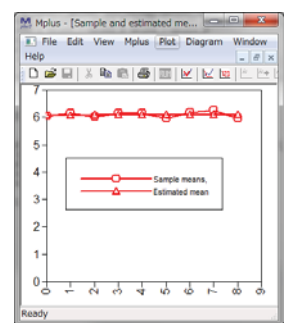 Mplus - [Sample and estimated me...
File Edit View Mplus Plot Diagram Window
Help
7
6
5
4
3
2
1
0
Sample means,
Estimated mean
0 1 2 3 4 5 6 7 8 9
Ready